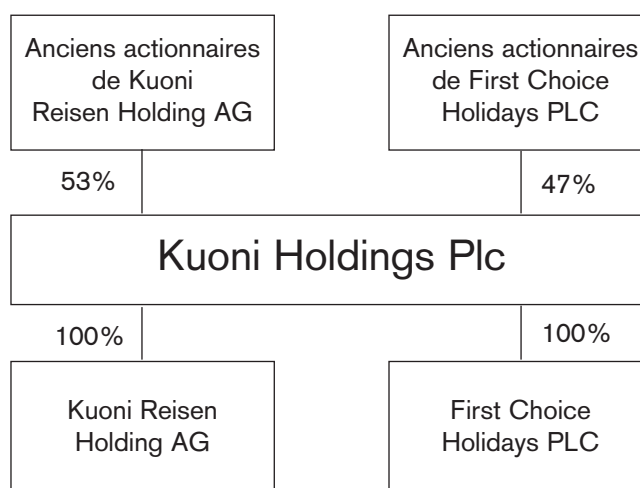 Anciens actionnaires
de Kuoni
Reisen Holding AG
Anciens actionnaires
de First Choice
Holidays PLC
53%
47%
Kuoni Holdings Plc
100%
100%
Kuoni Reisen
Holding AG
First Choice
Holidays PLC